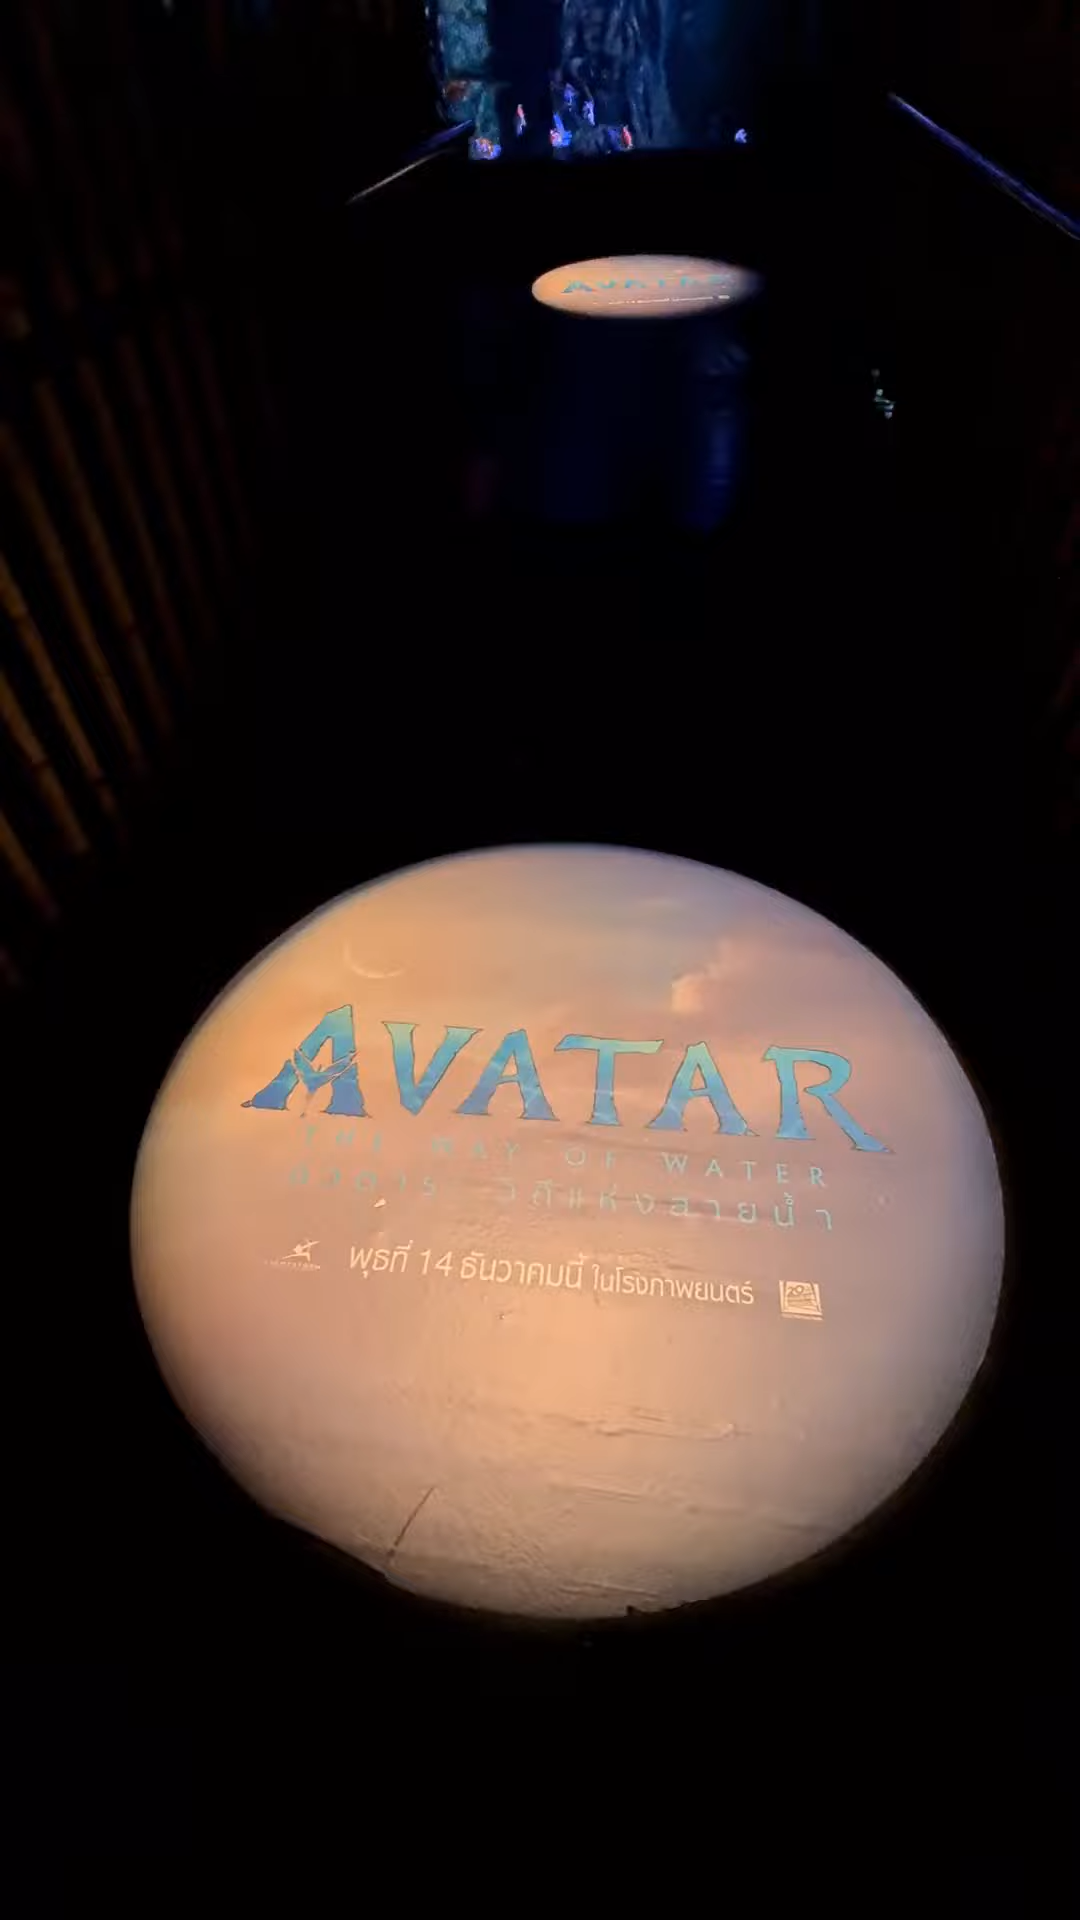 AVATAR
AVATAR
THE WAY OF WATER
อวตาร วิถีแห่งสายน้ำ
พุธที่ 14 ธันวาคมนี้ ในโรงภาพยนตร์